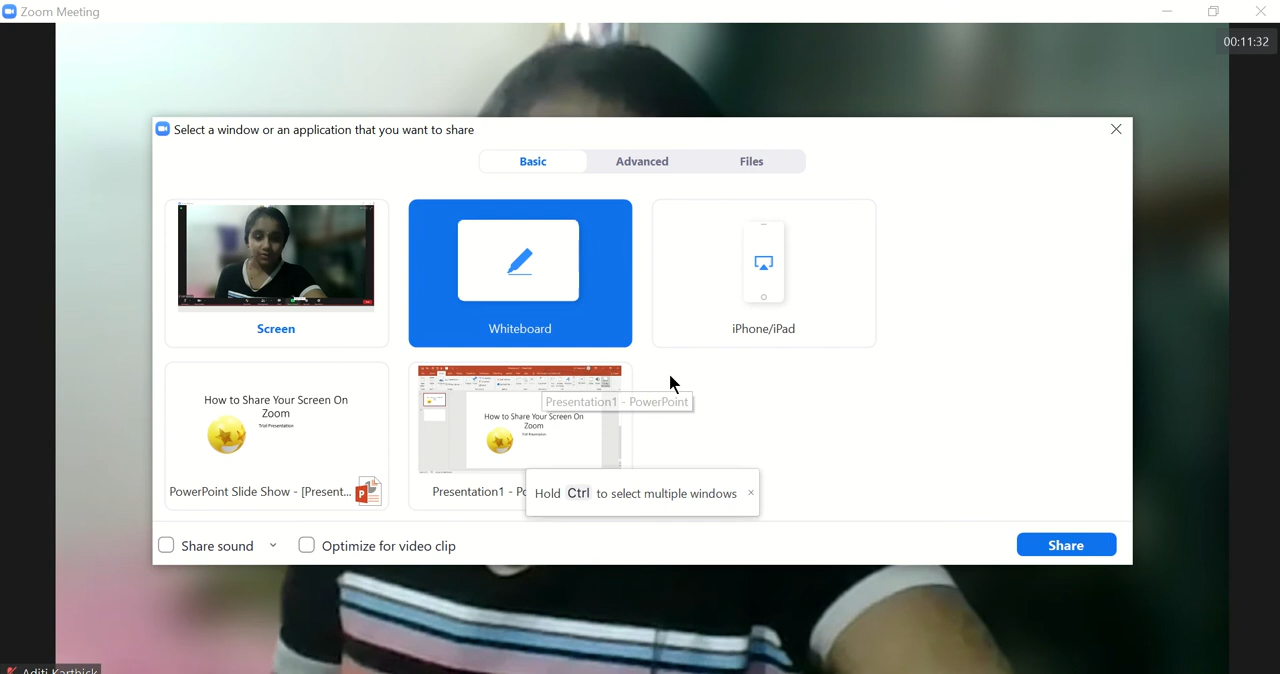 Zoom Meeting
00:11:32
Select a window or an application that you want to share
Basic
Advanced
Files
Screen
Whiteboard
iPhone/iPad
How to Share Your Screen On
Zoom
Trial Presentation
PowerPoint Slide Show - [Present...
How to Share Your Screen On
Zoom
Presentation1 - PowerPoint
Presentation1 - Po
Hold Ctrl to select multiple windows
Share sound
Optimize for video clip
Share
Aditi Karthick